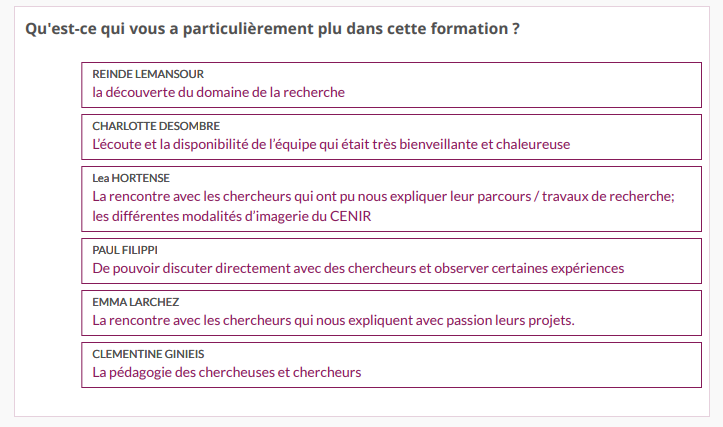 Qu'est-ce qui vous a particulièrement plu dans cette formation ?
REINDE LEMANSOUR
la découverte du domaine de la recherche
CHARLOTTE DESOMBRE
L'écoute et la disponibilité de l'équipe qui était très bienveillante et chaleureuse
Lea HORTENSE
La rencontre avec les chercheurs qui ont pu nous expliquer leur parcours / travaux de recherche;
les différentes modalités d'imagerie du CENIR
PAUL FILIPPI
De pouvoir discuter directement avec des chercheurs et observer certaines expériences
EMMA LARCHEZ
La rencontre avec les chercheurs qui nous expliquent avec passion leurs projets.
CLEMENTINE GINIEIS
La pédagogie des chercheuses et chercheurs